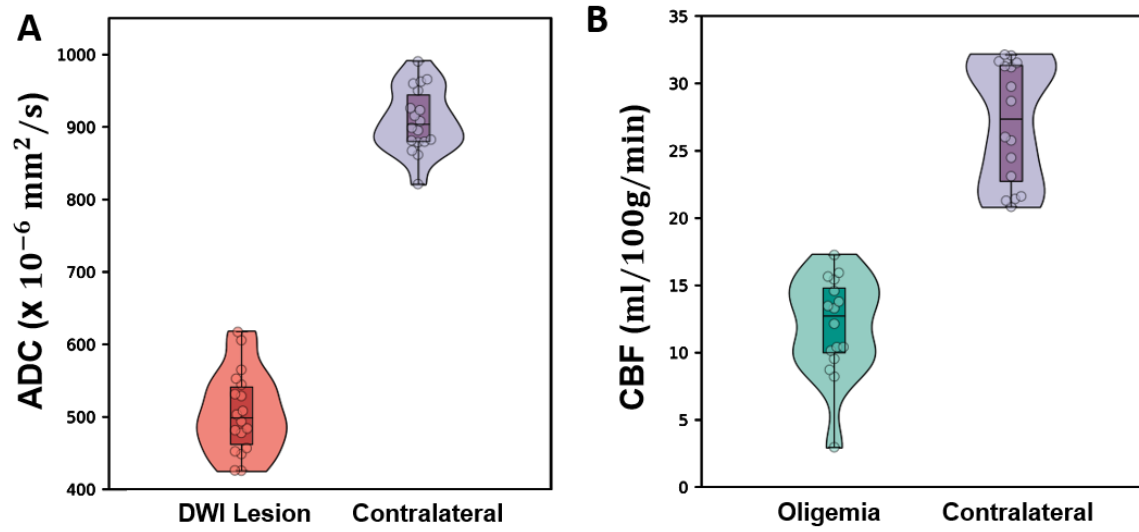 A
ADC (x 10⁻⁶ mm²/s)
1000
900
800
700
600
500
400
DWI Lesion Contralateral
B
CBF (ml/100g/min)
35
30
25
20
15
10
5
0
Oligemia Contralateral